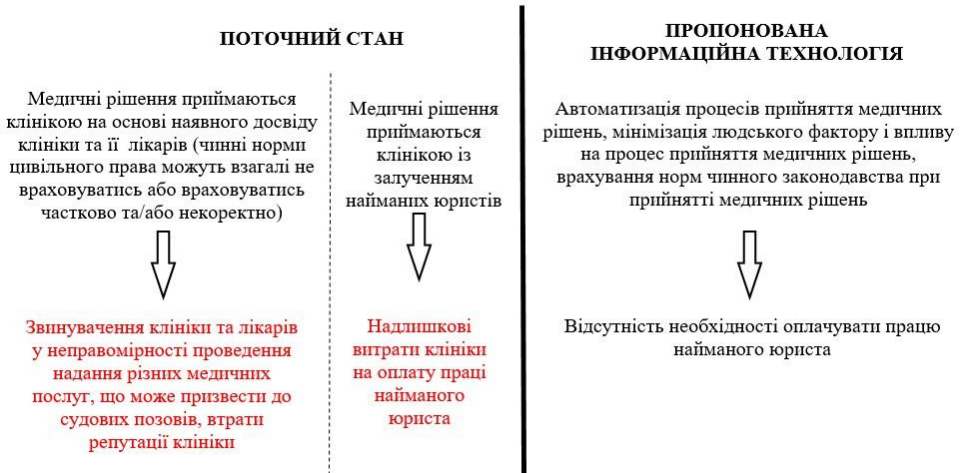 ПОТОЧНИЙ СТАН
Медичні рішення приймаються
клінікою на основі наявного досвіду
клініки та її лікарів (чинні норми
цивільного права можуть взагалі не
враховуватись або враховуватись
частково та/або некоректно)
Звинувачення клініки та лікарів
у неправомірності проведення
надання різних медичних
послуг, що може призвести до
судових позовів, втрати
репутації клініки
Медичні рішення
приймаються
клінікою із
залученням
найманих юристів
Надлишкові
витрати клініки
на оплату праці
найманого
юриста
ПРОПОНОВАНА
ІНФОРМАЦІЙНА ТЕХНОЛОГІЯ
Автоматизація процесів прийняття медичних
рішень, мінімізація людського фактору і впливу
на процес прийняття медичних рішень,
врахування норм чинного законодавства при
прийнятті медичних рішень
Відсутність необхідності оплачувати працю
найманого юриста